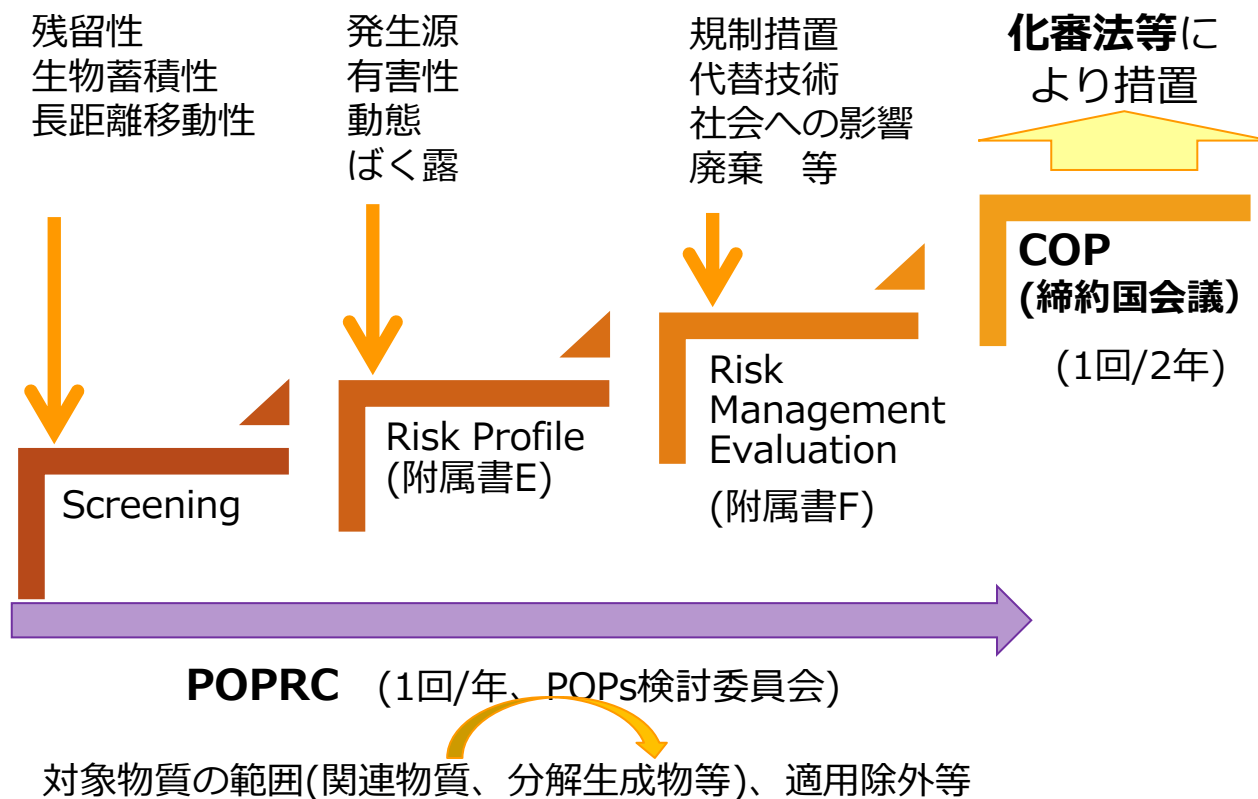 残留性
生物蓄積性
長距離移動性
発生源
有害性
動態
ばく露
規制措置
代替技術
社会への影響
廃棄　等
化審法等に
より措置
Screening
Risk Profile
(附属書E)
Risk
Management
Evaluation
(附属書F)
COP
(締約国会議）
(1回/2年)
POPRC　(1回/年、POPs検討委員会)
対象物質の範囲(関連物質、分解生成物等)、適用除外等